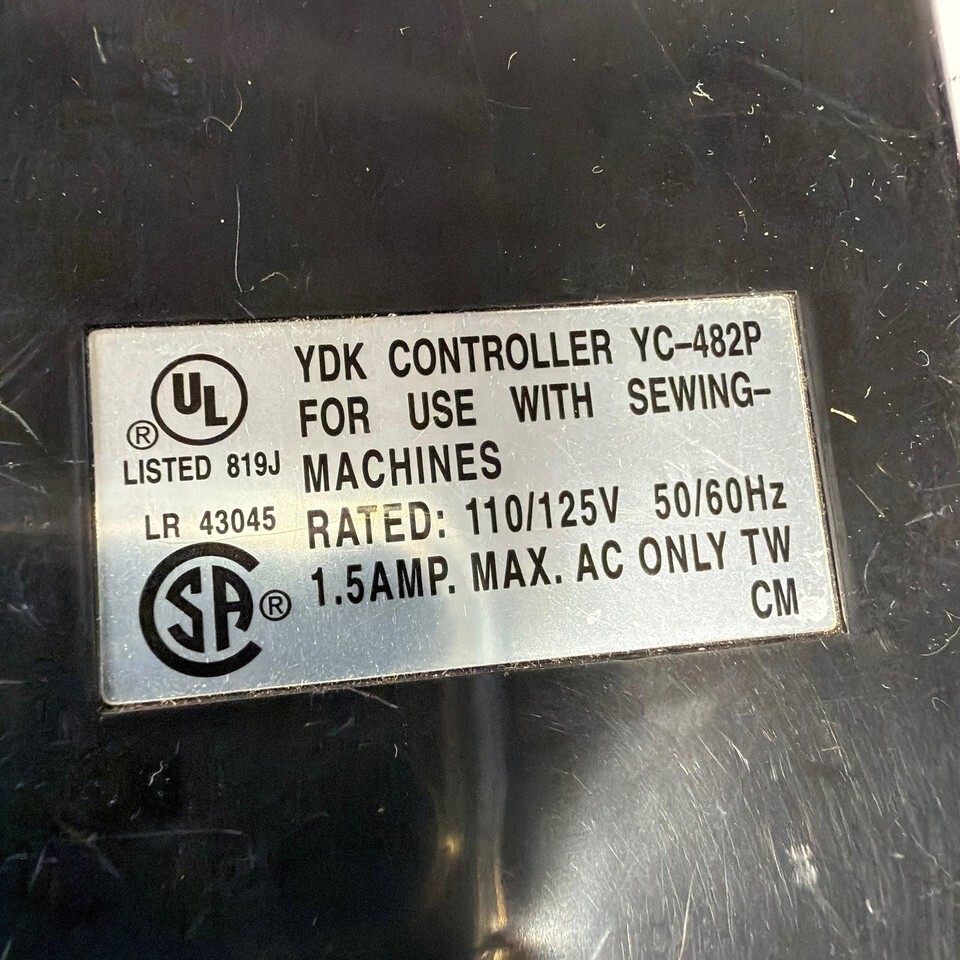 UL
®
LISTED 819J
LR 43045
CSA ®
YDK CONTROLLER YC-482P
FOR USE WITH SEWING-
MACHINES
RATED: 110/125V 50/60Hz
1.5AMP. MAX. AC ONLY TW
CM